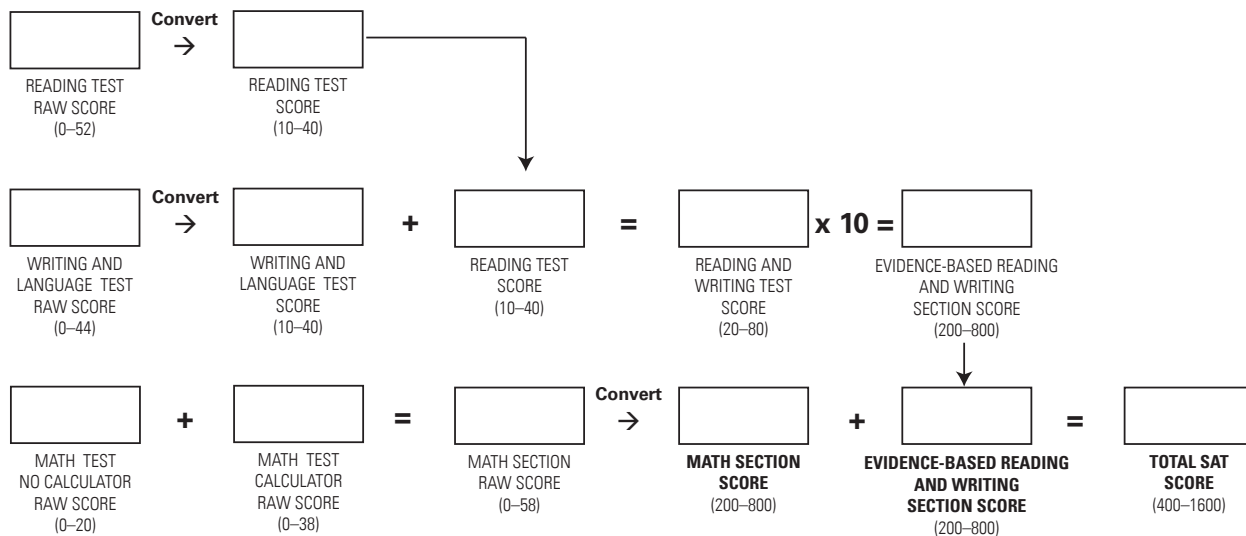 Convert
→
READING TEST
RAW SCORE
(0–52)
READING TEST
SCORE
(10–40)
Convert
→
+
=
x 10 =
WRITING AND
LANGUAGE TEST
RAW SCORE
(0–44)
WRITING AND
LANGUAGE TEST
SCORE
(10–40)
READING TEST
SCORE
(10–40)
READING AND
WRITING TEST
SCORE
(20–80)
EVIDENCE-BASED READING
AND WRITING
SECTION SCORE
(200–800)
+
=
Convert
→
+
=
MATH TEST
NO CALCULATOR
RAW SCORE
(0–20)
MATH TEST
CALCULATOR
RAW SCORE
(0–38)
MATH SECTION
RAW SCORE
(0–58)
MATH SECTION
SCORE
(200–800)
EVIDENCE-BASED READING
AND WRITING
SECTION SCORE
(200–800)
TOTAL SAT
SCORE
(400–1600)